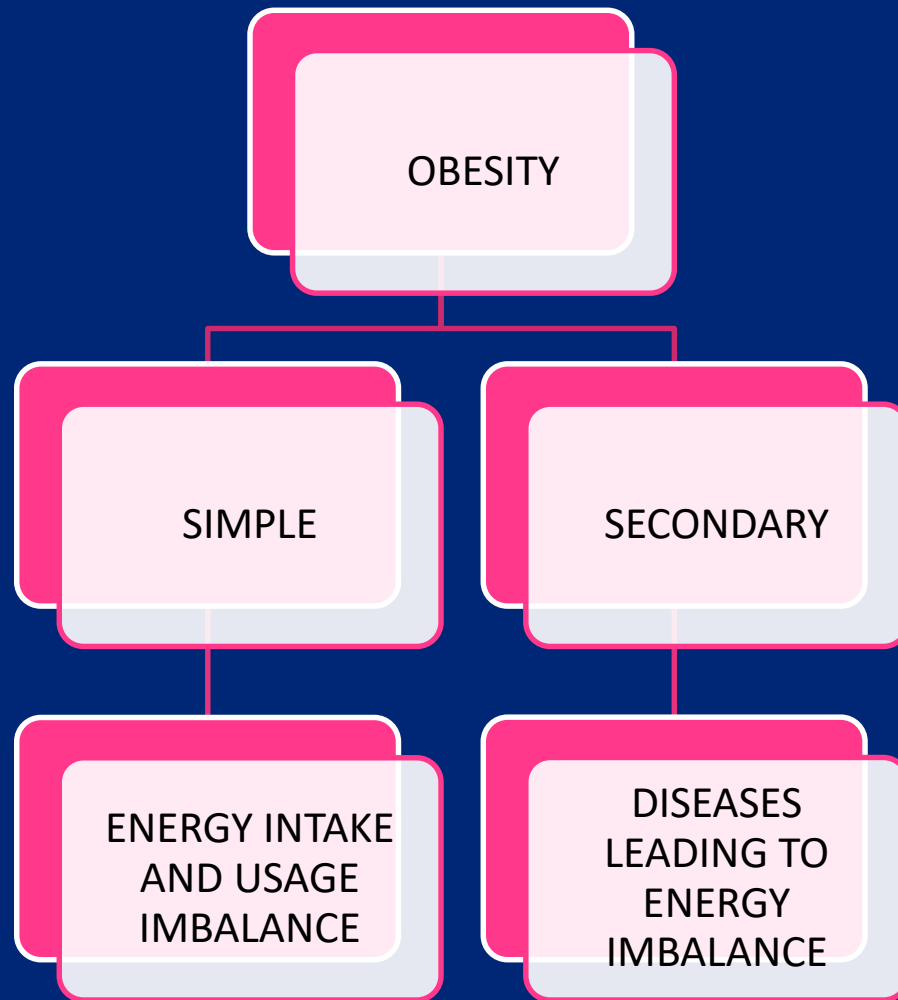 OBESITY
SIMPLE
SECONDARY
ENERGY INTAKE
AND USAGE
IMBALANCE
DISEASES
LEADING TO
ENERGY
IMBALANCE